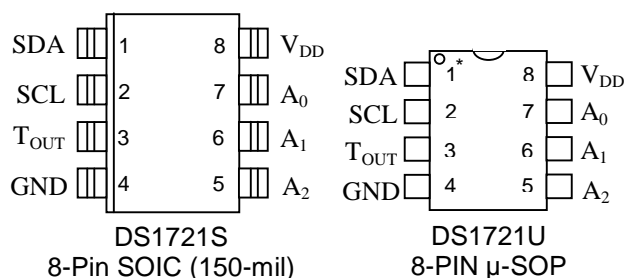 SDA 1 8 VDD
SCL 2 7 A0
TOUT 3 6 A1
GND 4 5 A2
DS1721S
8-Pin SOIC (150-mil)
SDA 1* 8 VDD
SCL 2 7 A0
TOUT 3 6 A1
GND 4 5 A2
DS1721U
8-PIN µ-SOP